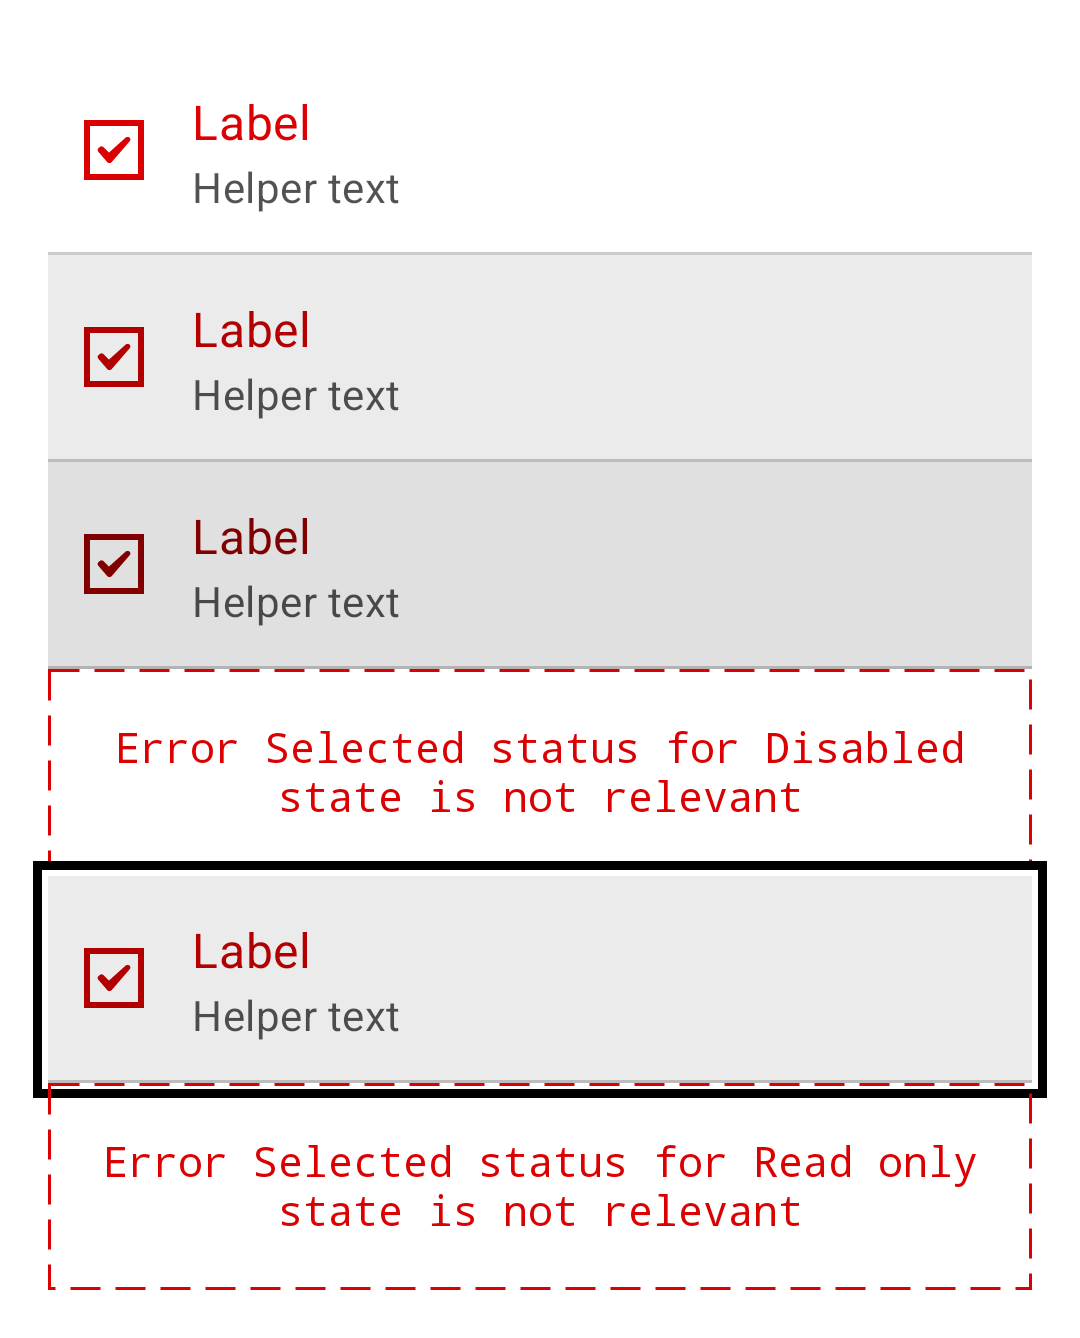 Label
Helper text
Label
Helper text
Label
Helper text
Error Selected status for Disabled
state is not relevant
Label
Helper text
Error Selected status for Read only
state is not relevant